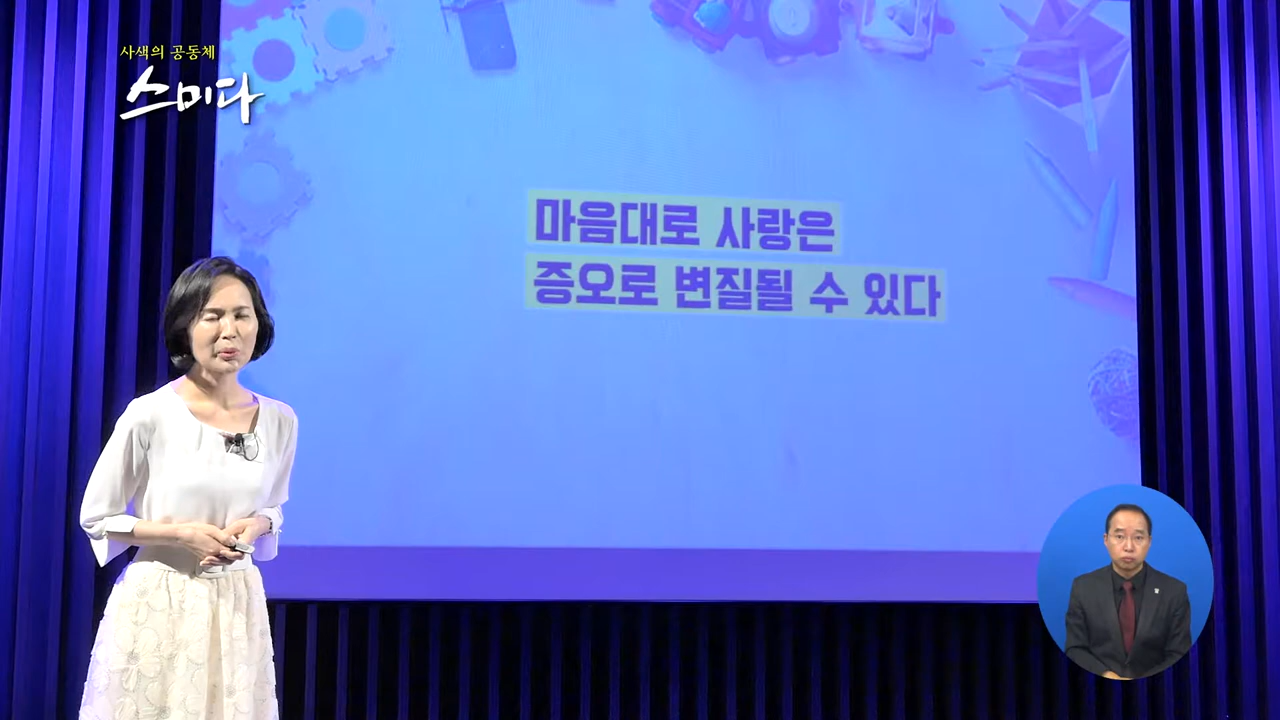 사색의 공동체
스미다
마음대로 사랑은
증오로 변질될 수 있다